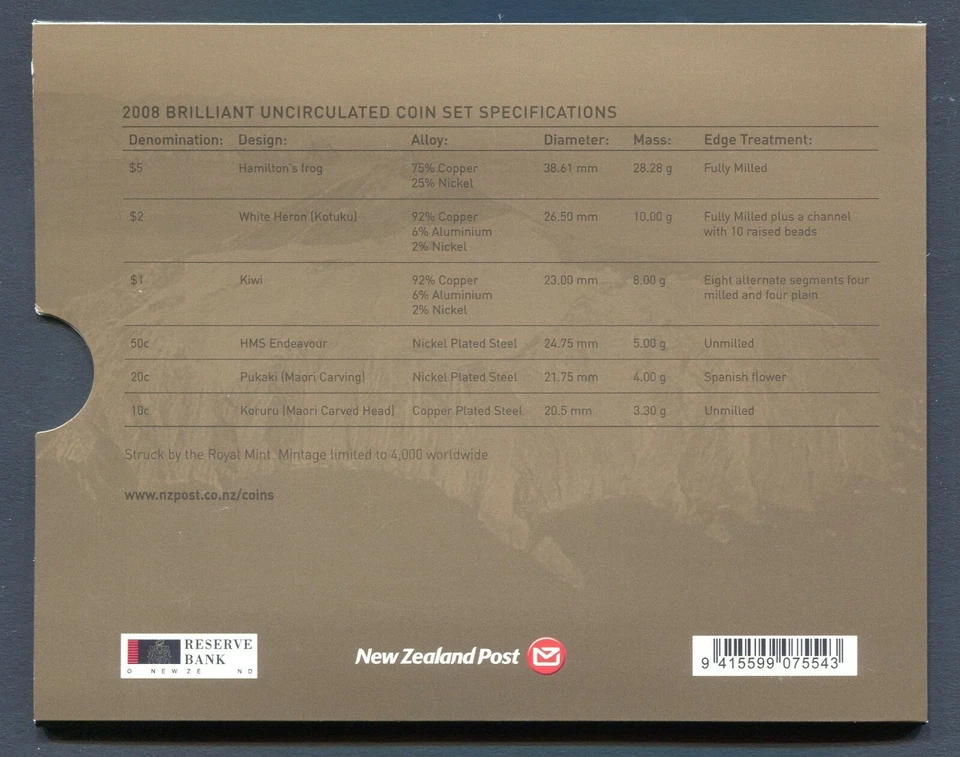 2008 BRILLIANT UNCIRCULATED COIN SET SPECIFICATIONS
Denomination: Design: Alloy: Diameter: Mass: Edge Treatment:
$5 Hamilton's frog 75% Copper 38.61 mm 28.28 g Fully Milled
25% Nickel
$2 White Heron (Kotuku) 92% Copper 26.50 mm 10.00 g Fully Milled plus a channel
6% Aluminium with 10 raised beads
2% Nickel
$1 Kiwi 92% Copper 23.00 mm 8.00 g Eight alternate segments four
6% Aluminium milled and four plain
2% Nickel
50c HMS Endeavour Nickel Plated Steel 24.75 mm 5.00 g Unmilled
20c Pukaki (Maori Carving) Nickel Plated Steel 21.75 mm 4.00 g Spanish flower
10c Koruru (Maori Carved Head) Copper Plated Steel 20.5 mm 3.30 g Unmilled
Struck by the Royal Mint. Mintage limited to 4,000 worldwide
www.nzpost.co.nz/coins
RESERVE
BANK
O NEW ZE ND
New Zealand Post
9 415599 075543